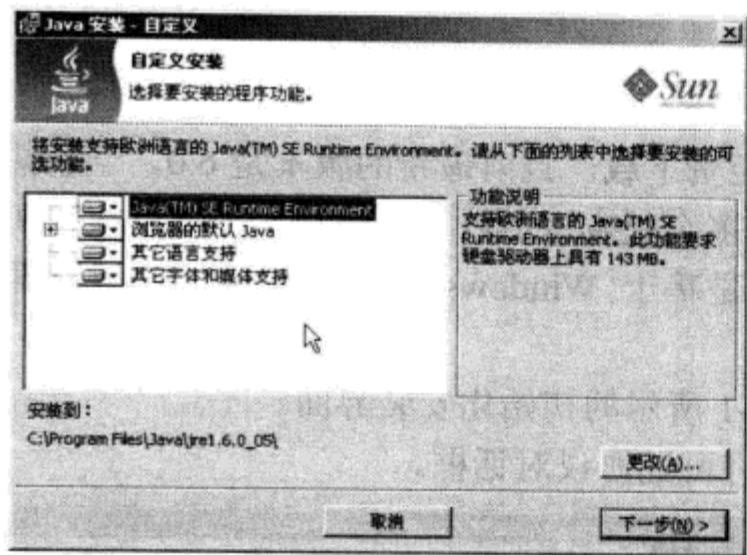 Java 安装 - 自定义
自定义安装
选择要安装的程序功能。
Java
Sun
将安装支持欧洲语言的 Java(TM) SE Runtime Environment。请从下面的列表中选择要安装的可
选功能。
Java(TM) SE Runtime Environment
浏览器的默认 Java
其它语言支持
其它字体和媒体支持
功能说明
支持欧洲语言的 Java(TM) SE
Runtime Environment。此功能要求
硬盘驱动器上具有 143 MB。
安装到：
C:\Program Files\Java\jre1.6.0_05\
更改(A)...
取消
下一步(N) >